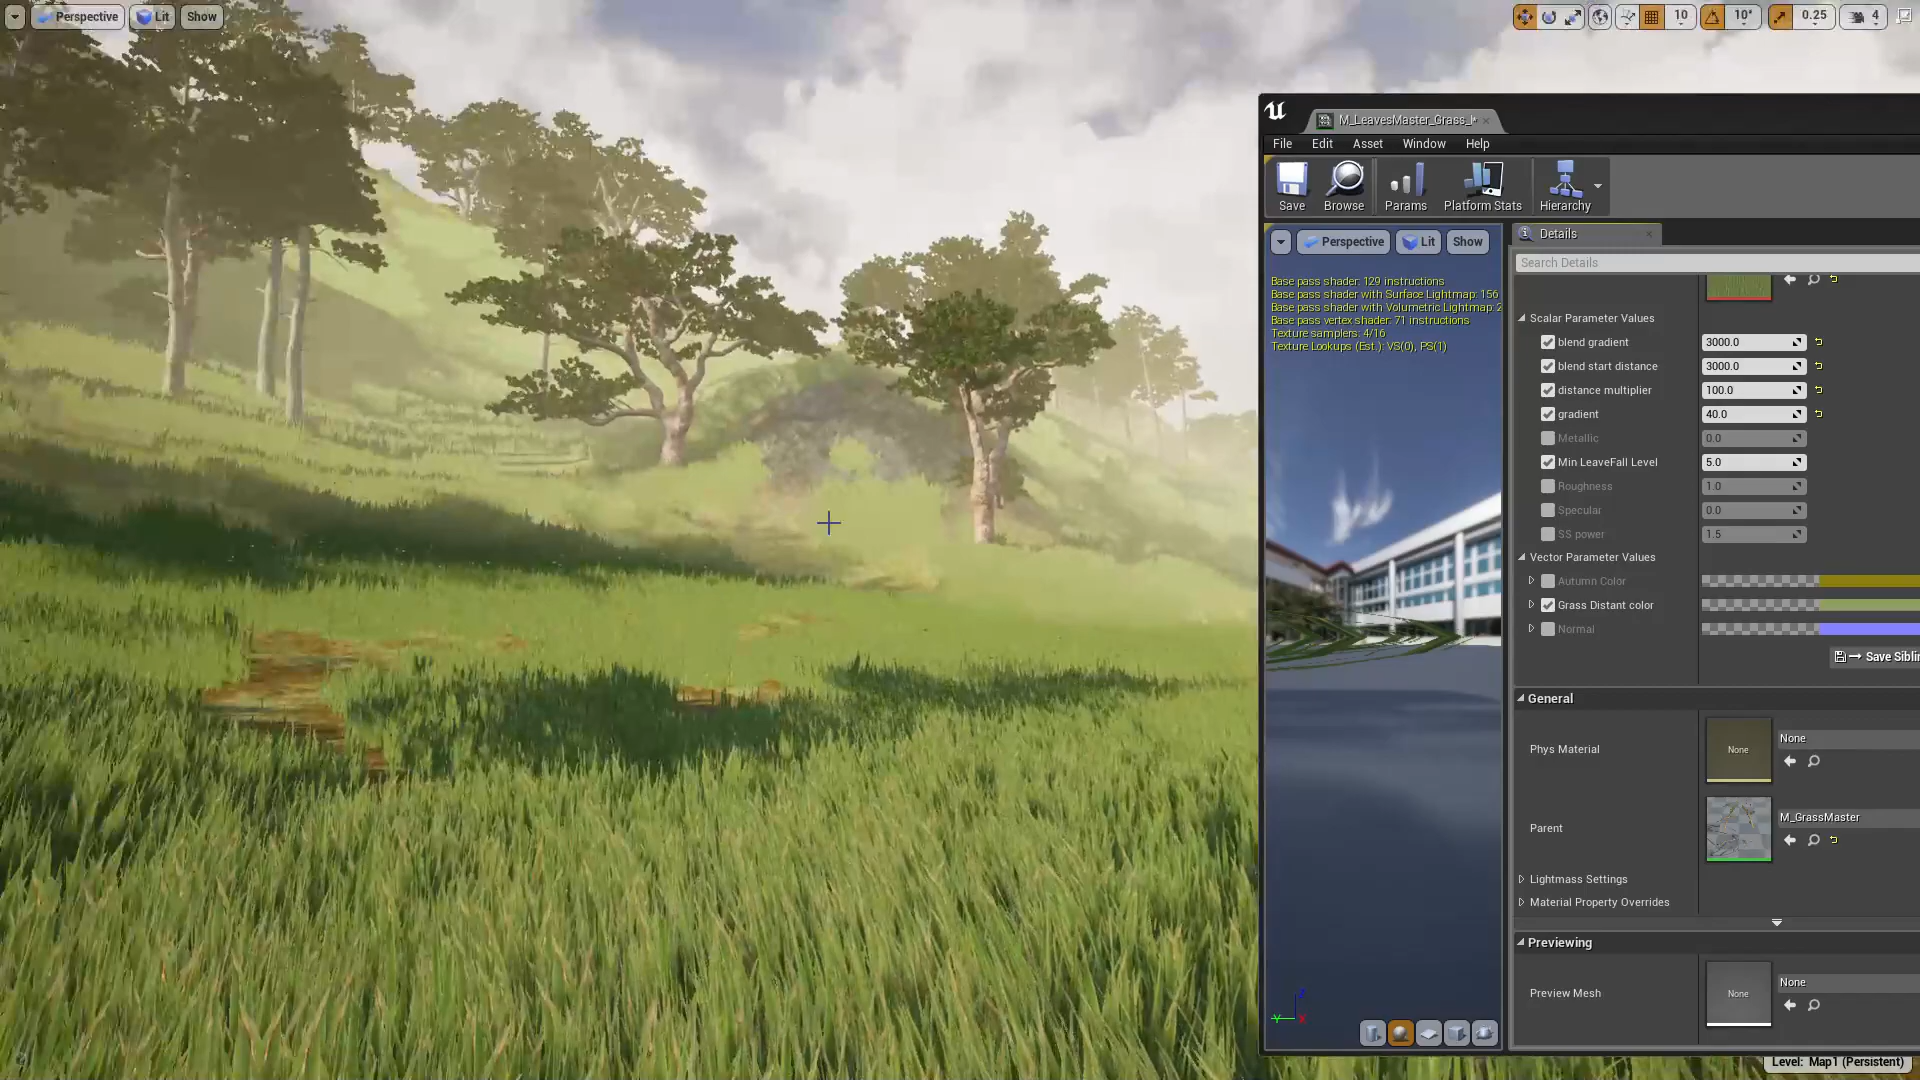 Perspective
Lit
Show
10
10°
0.25
4
M_LeavesMaster_Grass_I
File
Edit
Asset
Window
Help
Save
Browse
Params
Platform Stats
Hierarchy
Perspective
Lit
Show
Base pass shader: 129 instructions
Base pass shader with Surface Lightmap: 156
Base pass shader with Volumetric Lightmap: 2
Base pass vertex shader: 71 instructions
Texture samplers: 4/16
Texture Lookups (Est.): VS(0), PS(1)
Z
Y
X
Details
Search Details
Scalar Parameter Values
blend gradient 3000.0
blend start distance 3000.0
distance multiplier 100.0
gradient 40.0
Metallic 0.0
Min LeaveFall Level 5.0
Roughness 1.0
Specular 0.0
SS power 1.5
Vector Parameter Values
Autumn Color
Grass Distant color
Normal
Save Siblin
General
Phys Material
None
None
Parent
M_GrassMaster
Lightmass Settings
Material Property Overrides
Previewing
Preview Mesh
None
None
Level: Map1 (Persistent)